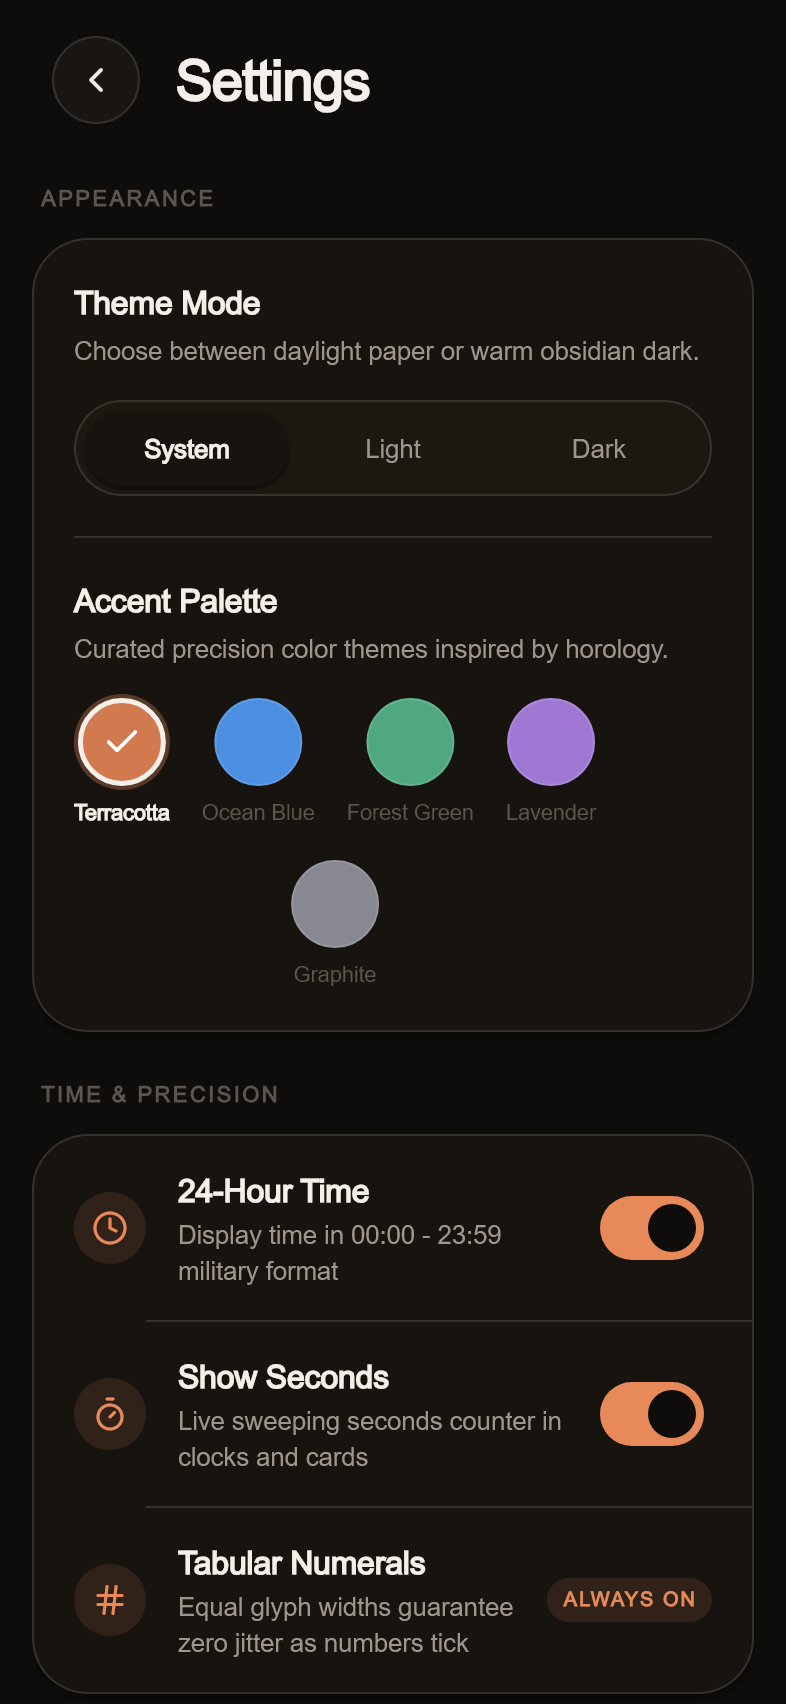 Settings
APPEARANCE
Theme Mode
Choose between daylight paper or warm obsidian dark.
System
Light
Dark
Accent Palette
Curated precision color themes inspired by horology.
Terracotta
Ocean Blue
Forest Green
Lavender
Graphite
TIME & PRECISION
24-Hour Time
Display time in 00:00 - 23:59
military format
Show Seconds
Live sweeping seconds counter in
clocks and cards
Tabular Numerals
Equal glyph widths guarantee
zero jitter as numbers tick
ALWAYS ON